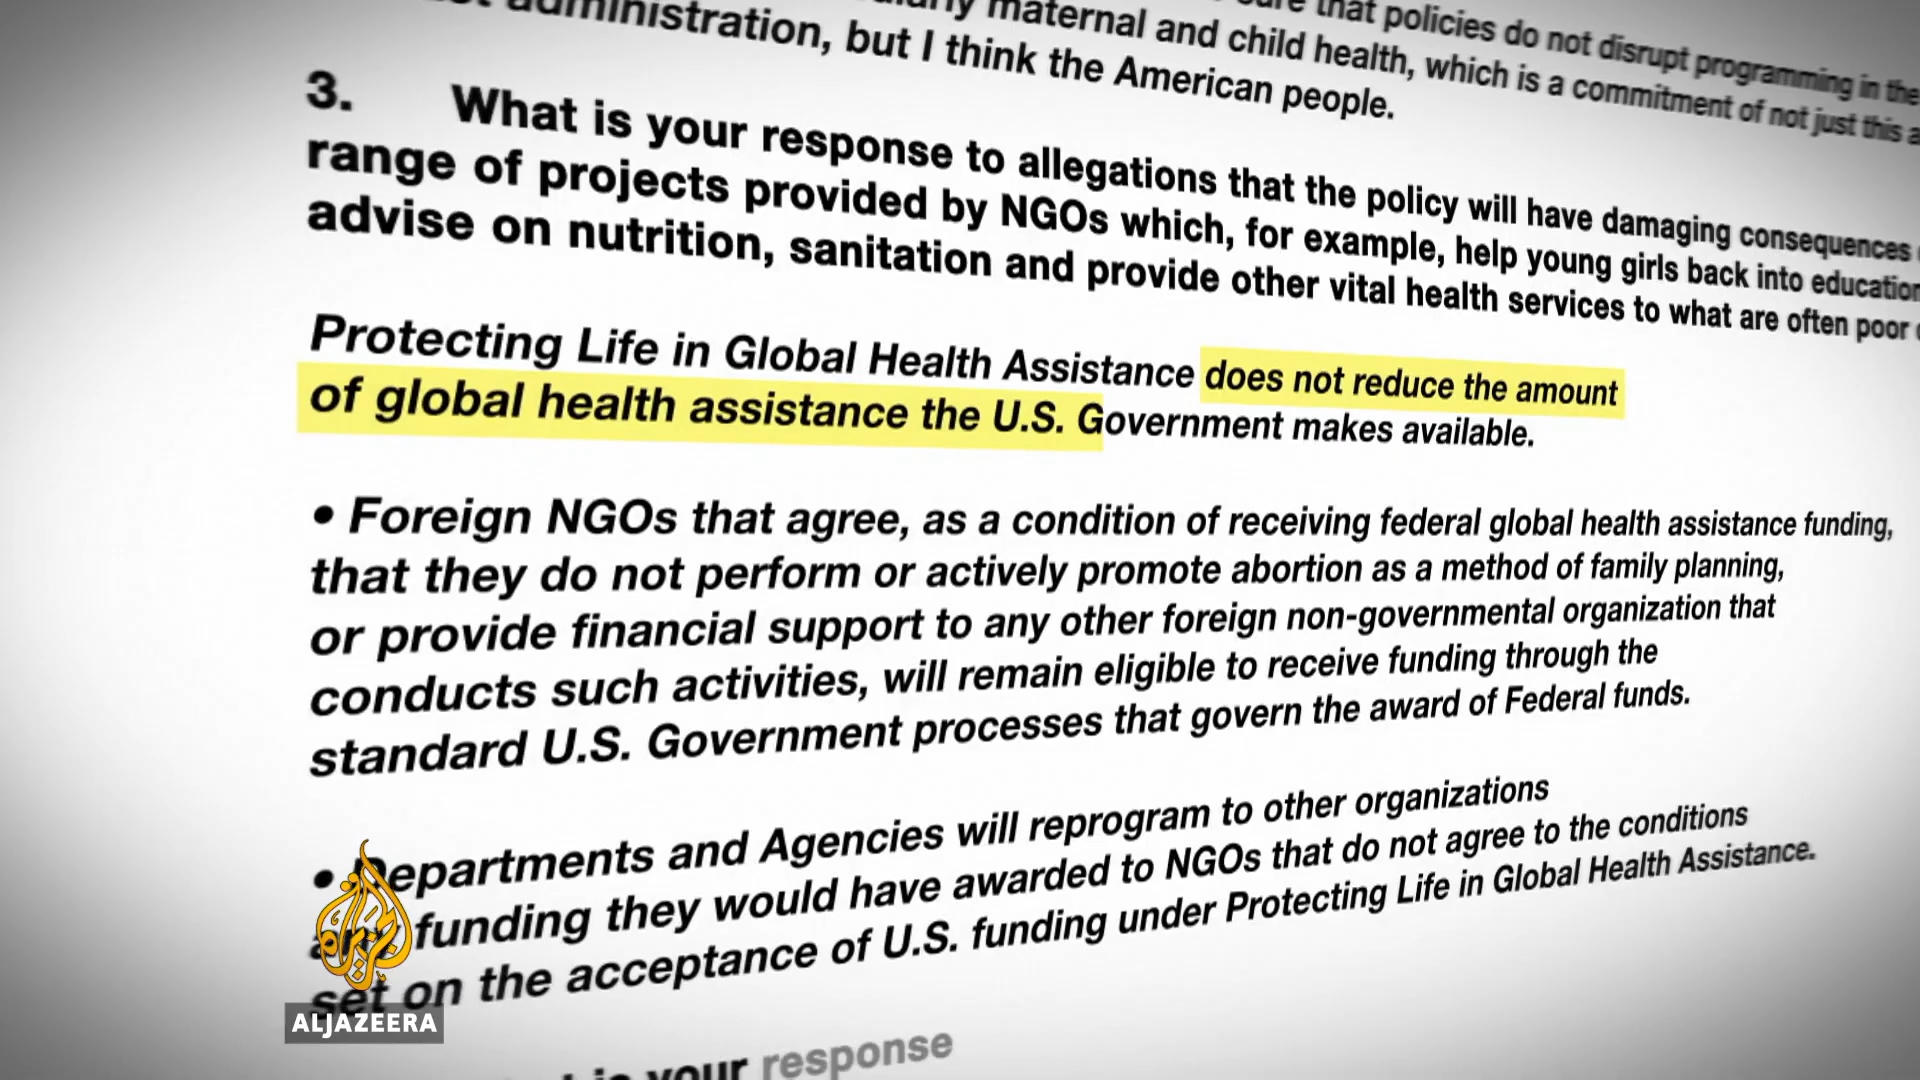 sure that policies do not disrupt programming in the
maternal and child health, which is a commitment of not just this a
administration, but I think the American people.
3. What is your response to allegations that the policy will have damaging consequences
range of projects provided by NGOs which, for example, help young girls back into education
advise on nutrition, sanitation and provide other vital health services to what are often poor
Protecting Life in Global Health Assistance does not reduce the amount
of global health assistance the U.S. Government makes available.
• Foreign NGOs that agree, as a condition of receiving federal global health assistance funding,
that they do not perform or actively promote abortion as a method of family planning,
or provide financial support to any other foreign non-governmental organization that
conducts such activities, will remain eligible to receive funding through the
standard U.S. Government processes that govern the award of Federal funds.
• Departments and Agencies will reprogram to other organizations
any funding they would have awarded to NGOs that do not agree to the conditions
set on the acceptance of U.S. funding under Protecting Life in Global Health Assistance.
is your response
الجزيرة
ALJAZEERA